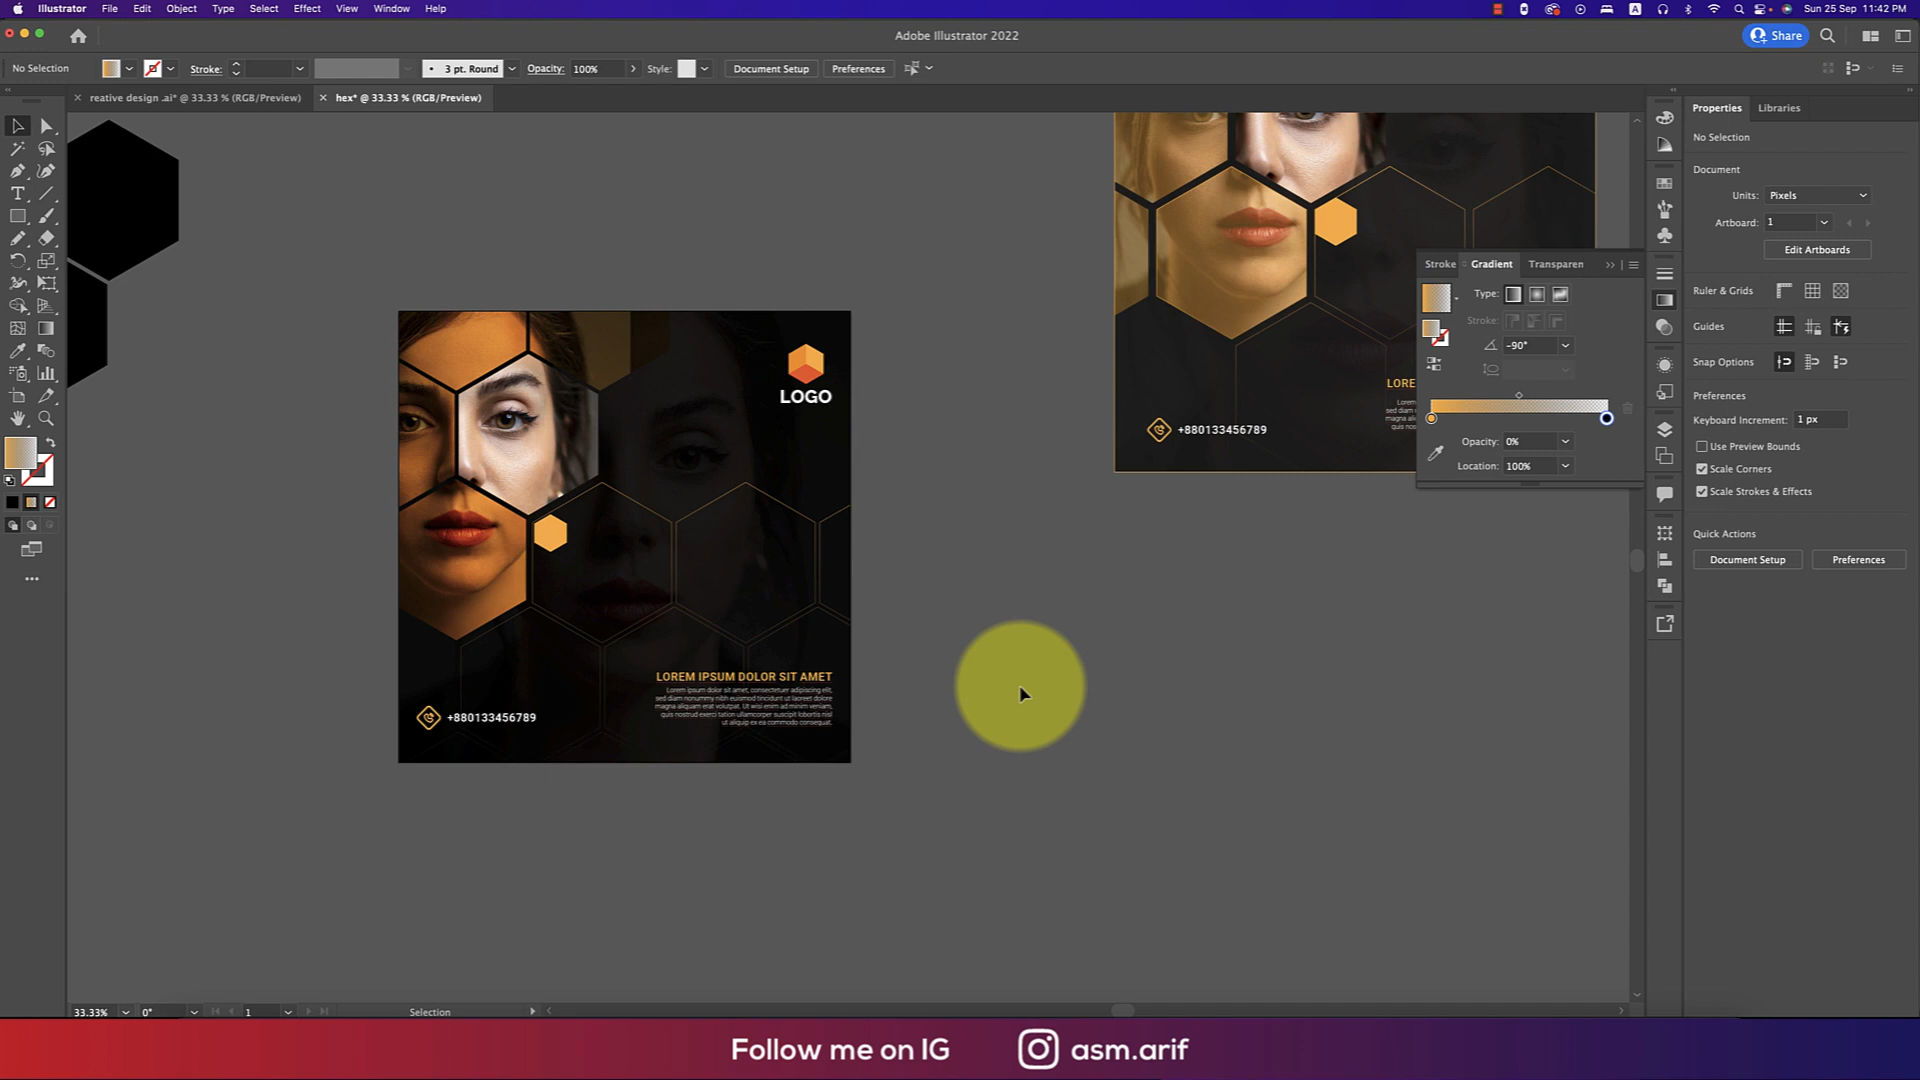 Illustrator File Edit Object Type Select Effect View Window Help
Sun 25 Sep 11:42 PM
Adobe Illustrator 2022
Share
No Selection
Stroke:
3 pt. Round
Opacity: 100%
Style:
Document Setup
Preferences
reative design .ai* @ 33.33 % (RGB/Preview)
hex* @ 33.33 % (RGB/Preview)
Properties
Libraries
No Selection
Document
Units: Pixels
Artboard: 1
Edit Artboards
Ruler & Grids
Guides
Snap Options
Preferences
Keyboard Increment: 1 px
Use Preview Bounds
Scale Corners
Scale Strokes & Effects
Quick Actions
Document Setup
Preferences
Stroke
Gradient
Transparen
Type:
Stroke:
-90°
Opacity: 0%
Location: 100%
LOGO
LOREM IPSUM DOLOR SIT AMET
Lorem ipsum dolor sit amet, consectetuer adipiscing elit,
sed diam nonummy nibh euismod tincidunt ut laoreet dolore
magna aliquam erat volutpat. Ut wisi enim ad minim veniam,
quis nostrud exerci tation ullamcorper suscipit lobortis nisl
ut aliquip ex ea commodo consequat.
+880133456789
LORE
Lore
sed dia
magna al
quis nos
+880133456789
33.33%
0°
1
Selection
Follow me on IG
asm.arif